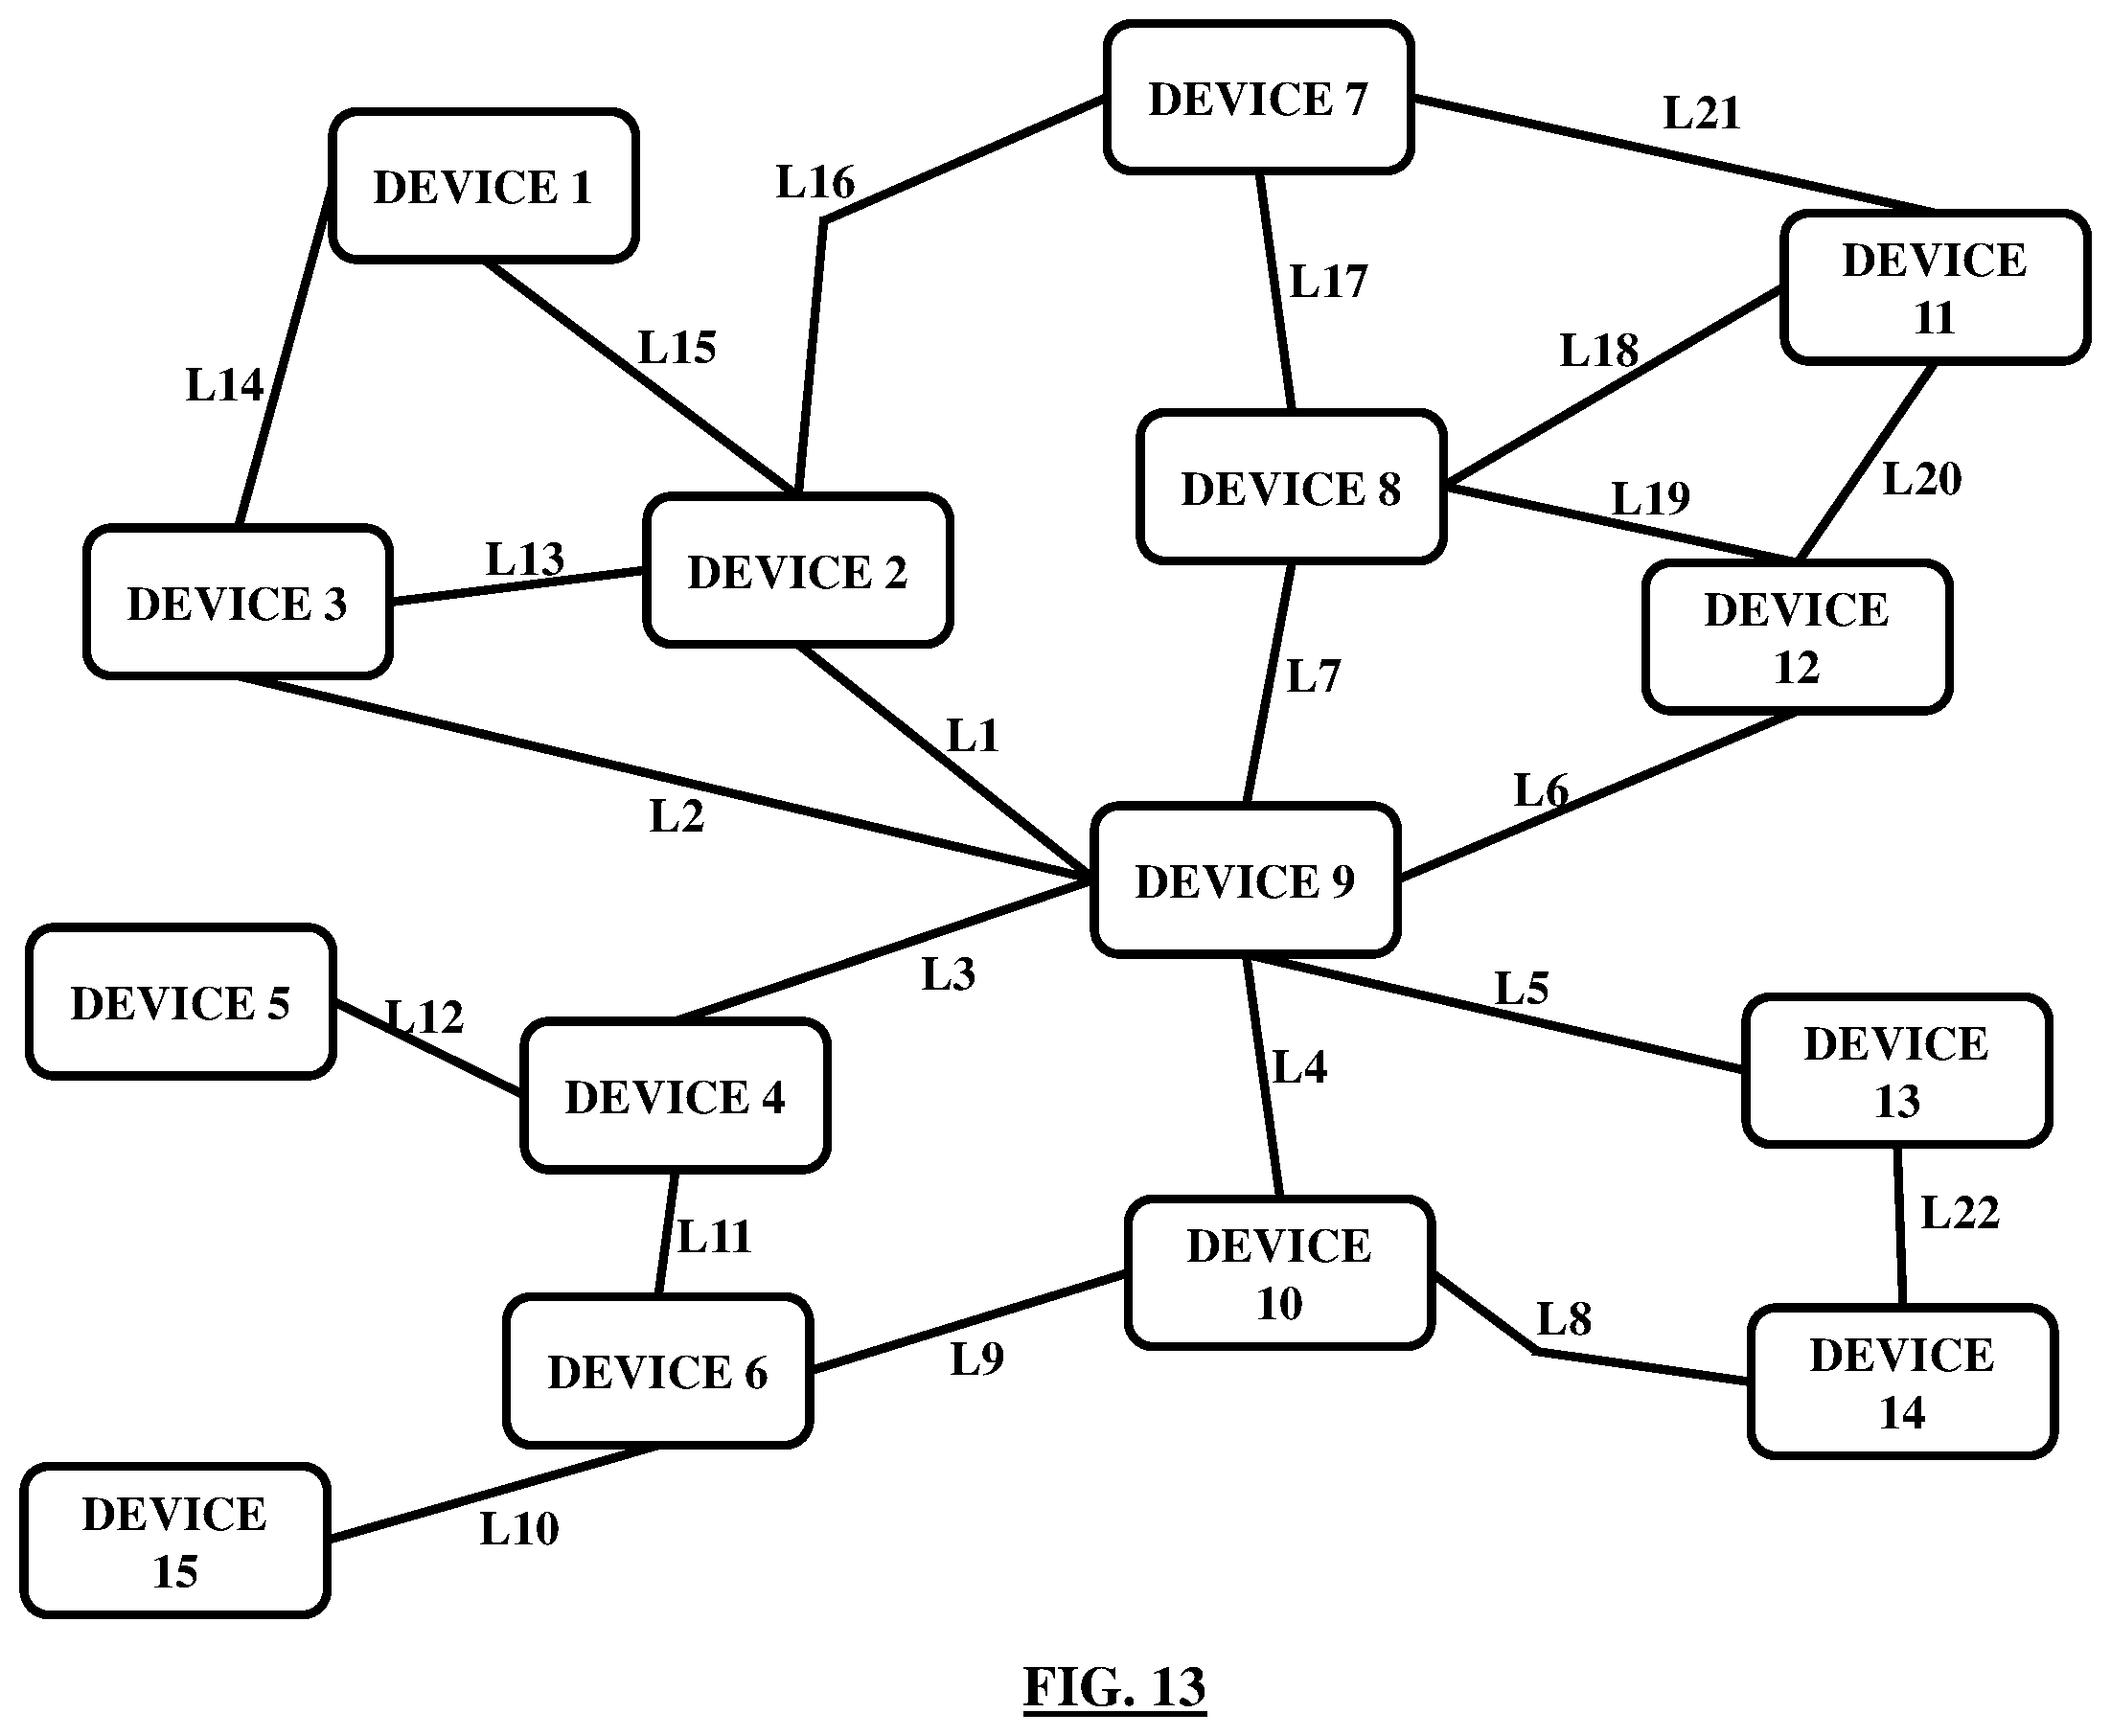 DEVICE 7
L21
DEVICE 1
L16
DEVICE
11
L17
L15
L18
L14
L20
DEVICE 8
L19
L13
DEVICE 2
DEVICE 3
DEVICE
12
L7
L1
L6
L2
DEVICE 9
L3
L5
DEVICE 5
L12
DEVICE
13
L4
DEVICE 4
L22
L11
DEVICE
10
L8
L9
DEVICE 6
DEVICE
14
DEVICE
15
L10
FIG. 13